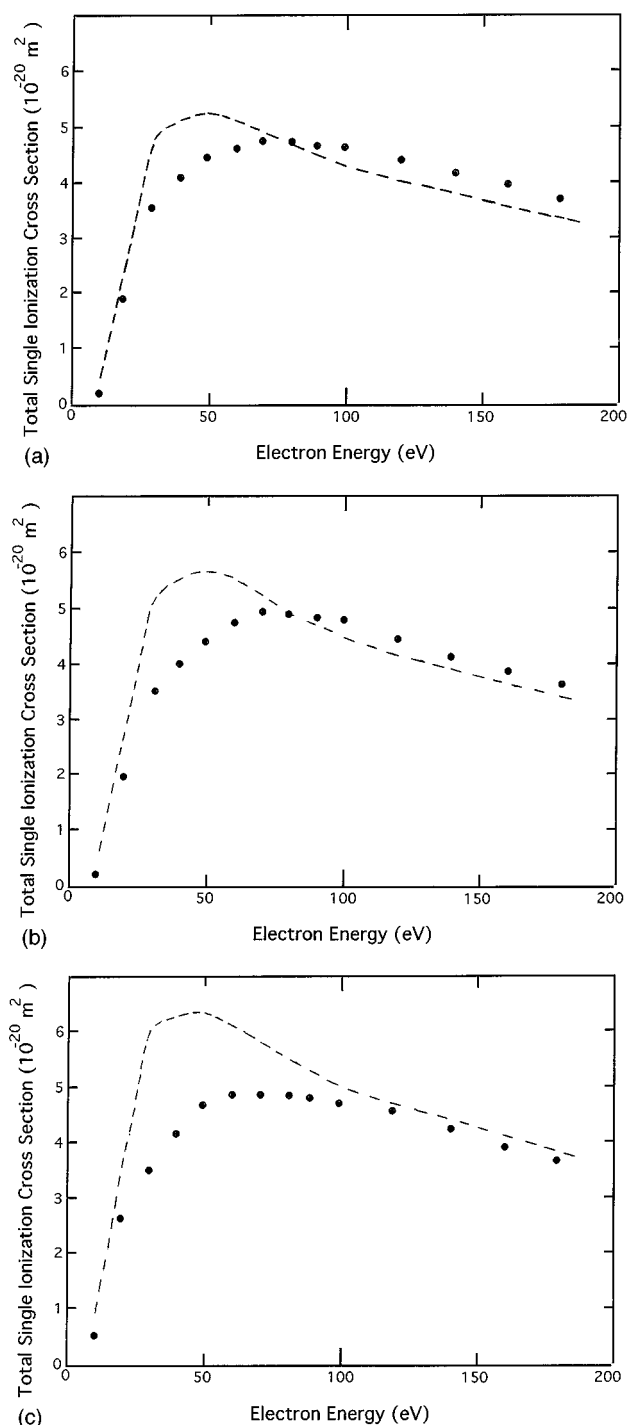 Total Single Ionization Cross Section (10⁻²⁰ m²)
6
5
4
3
2
1
0
0 50 100 150 200
Electron Energy (eV)
(a)
Total Single Ionization Cross Section (10⁻²⁰ m²)
6
5
4
3
2
1
0
0 50 100 150 200
Electron Energy (eV)
(b)
Total Single Ionization Cross Section (10⁻²⁰ m²)
6
5
4
3
2
1
0
0 50 100 150 200
Electron Energy (eV)
(c)